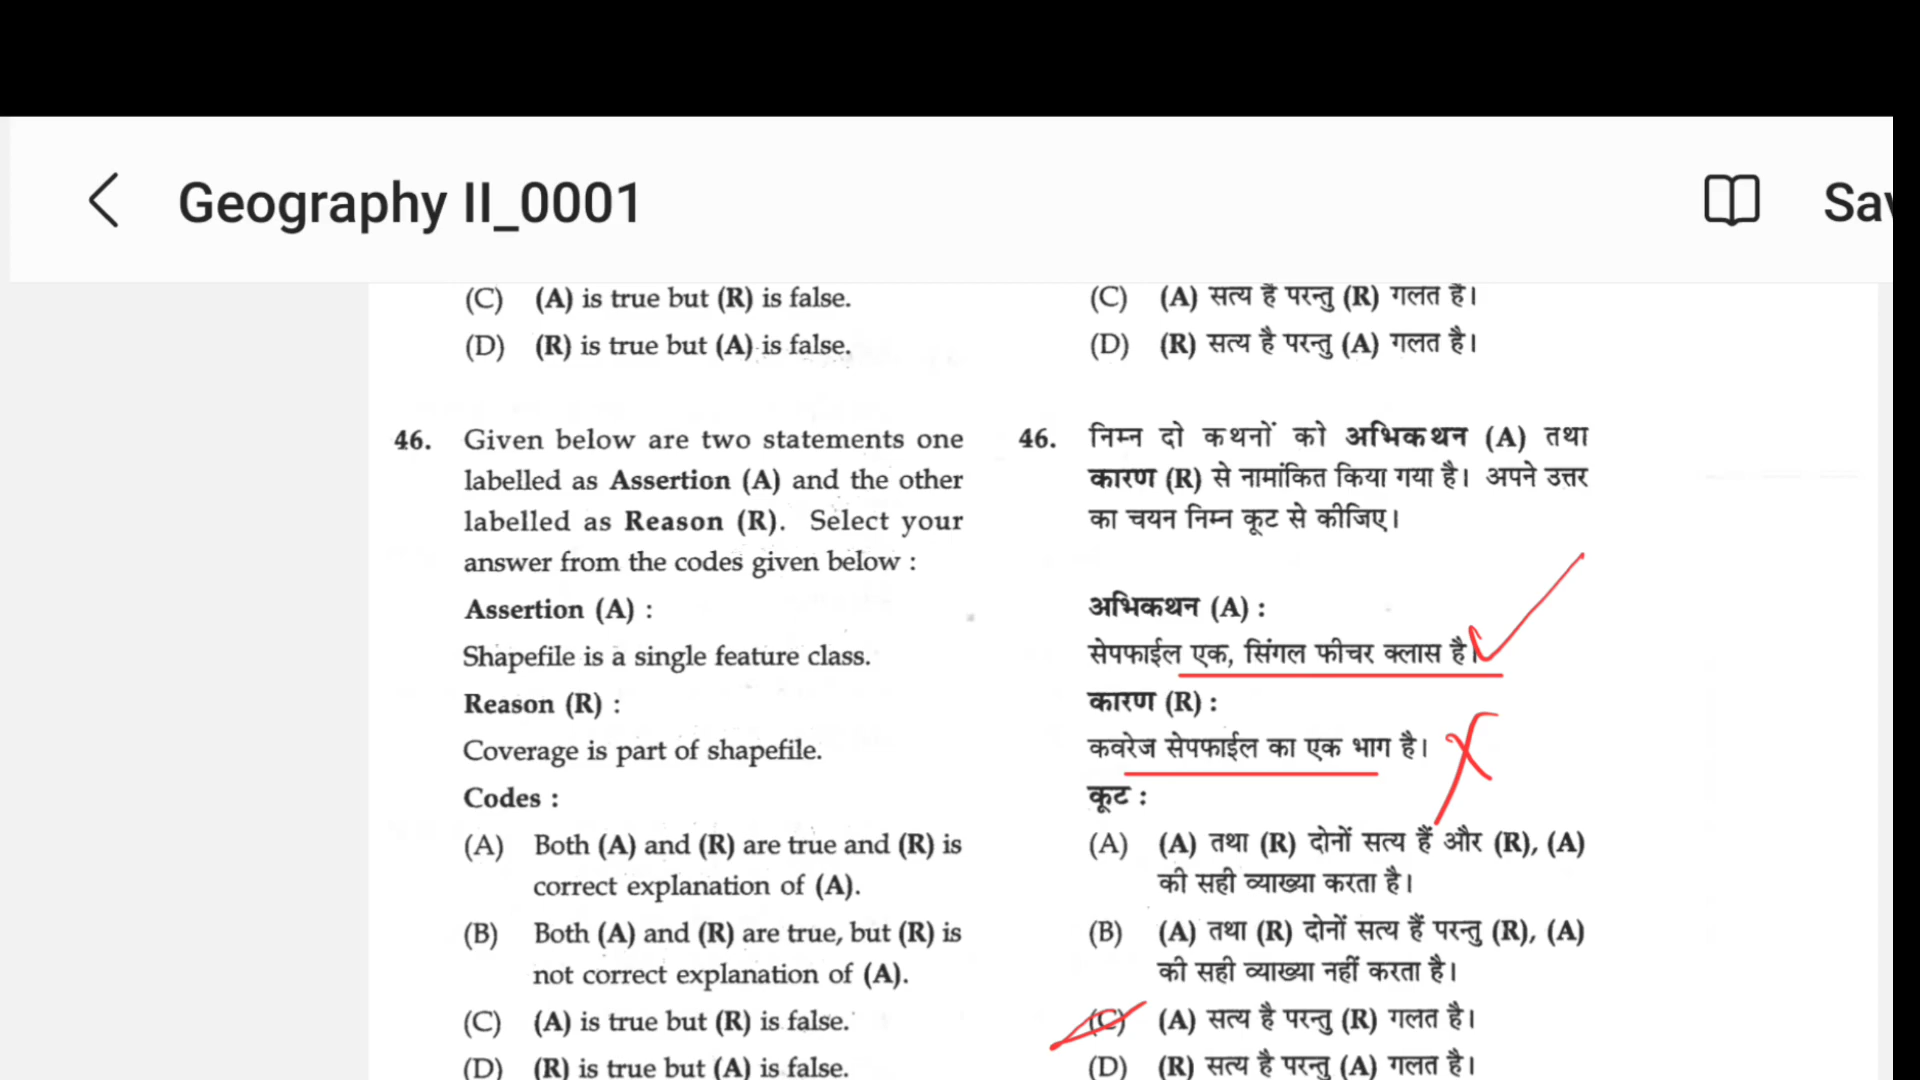 Geography II_0001
Sav
(C) (A) is true but (R) is false.
(D) (R) is true but (A) is false.
46. Given below are two statements one
labelled as Assertion (A) and the other
labelled as Reason (R). Select your
answer from the codes given below :
Assertion (A) :
Shapefile is a single feature class.
Reason (R) :
Coverage is part of shapefile.
Codes :
(A) Both (A) and (R) are true and (R) is
correct explanation of (A).
(B) Both (A) and (R) are true, but (R) is
not correct explanation of (A).
(C) (A) is true but (R) is false.
(D) (R) is true but (A) is false.
(C) (A) सत्य है परन्तु (R) गलत है।
(D) (R) सत्य है परन्तु (A) गलत है।
46. निम्न दो कथनों को अभिकथन (A) तथा
कारण (R) से नामांकित किया गया है। अपने उत्तर
का चयन निम्न कूट से कीजिए।
अभिकथन (A) :
सेपफाईल एक, सिंगल फीचर क्लास है।
कारण (R) :
कवरेज सेपफाईल का एक भाग है।
कूट :
(A) (A) तथा (R) दोनों सत्य हैं और (R), (A)
की सही व्याख्या करता है।
(B) (A) तथा (R) दोनों सत्य हैं परन्तु (R), (A)
की सही व्याख्या नहीं करता है।
(C) (A) सत्य है परन्तु (R) गलत है।
(D) (R) सत्य है परन्तु (A) गलत है।